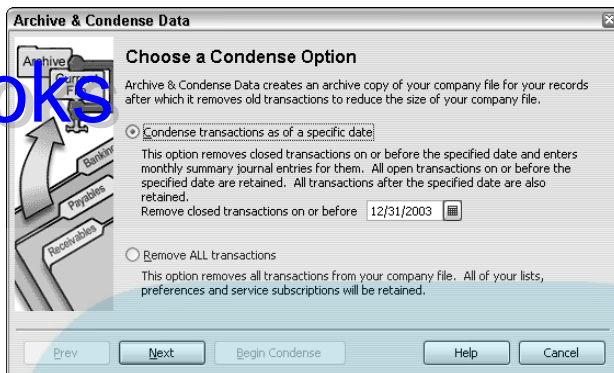 Archive & Condense Data
Archive
Current
oks
Banking
Payables
Receivables
Choose a Condense Option
Archive & Condense Data creates an archive copy of your company file for your records
after which it removes old transactions to reduce the size of your company file.
Condense transactions as of a specific date
This option removes closed transactions on or before the specified date and enters
monthly summary journal entries for them. All open transactions on or before the
specified date are retained. All transactions after the specified date are also
retained.
Remove closed transactions on or before 12/31/2003
Remove ALL transactions
This option removes all transactions from your company file. All of your lists,
preferences and service subscriptions will be retained.
Prev Next Begin Condense Help Cancel